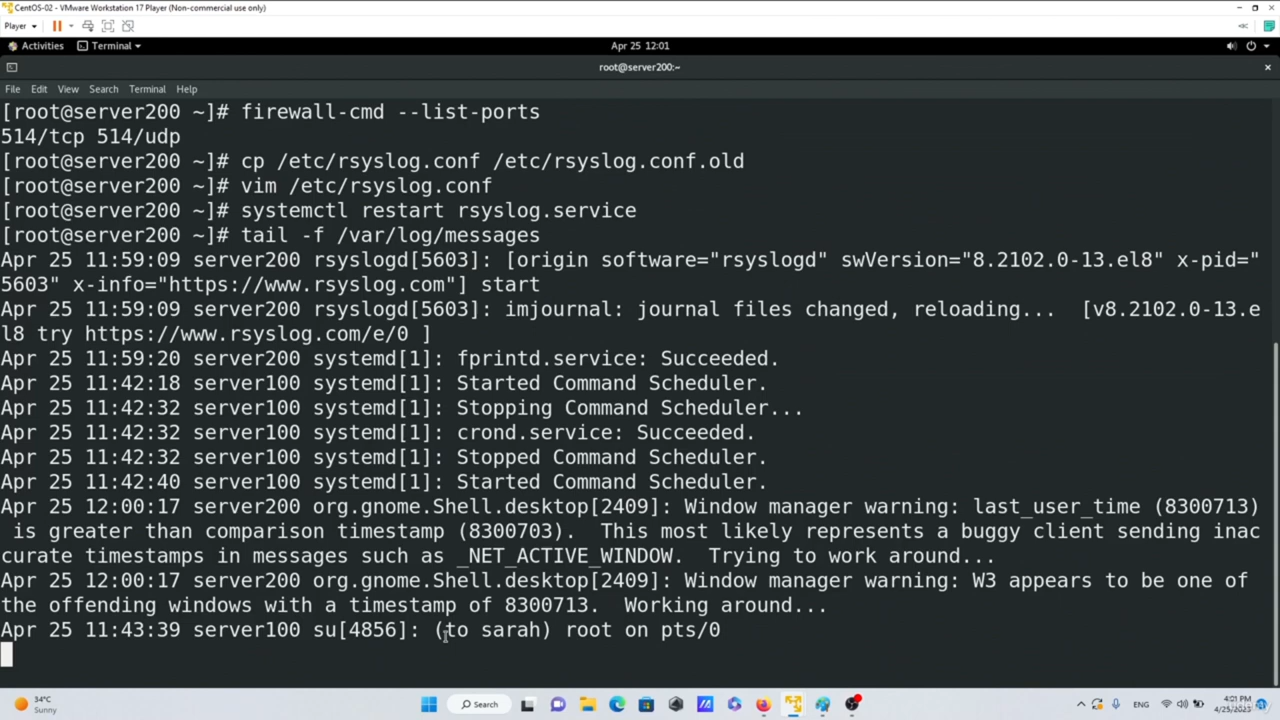 CentOS-02 - VMware Workstation 17 Player (Non-commercial use only)
Player
Activities Terminal Apr 25 12:01
root@server200:~
File Edit View Search Terminal Help
[root@server200 ~]# firewall-cmd --list-ports
514/tcp 514/udp
[root@server200 ~]# cp /etc/rsyslog.conf /etc/rsyslog.conf.old
[root@server200 ~]# vim /etc/rsyslog.conf
[root@server200 ~]# systemctl restart rsyslog.service
[root@server200 ~]# tail -f /var/log/messages
Apr 25 11:59:09 server200 rsyslogd[5603]: [origin software="rsyslogd" swVersion="8.2102.0-13.el8" x-pid="
5603" x-info="https://www.rsyslog.com"] start
Apr 25 11:59:09 server200 rsyslogd[5603]: imjournal: journal files changed, reloading...  [v8.2102.0-13.e
l8 try https://www.rsyslog.com/e/0 ]
Apr 25 11:59:20 server200 systemd[1]: fprintd.service: Succeeded.
Apr 25 11:42:18 server100 systemd[1]: Started Command Scheduler.
Apr 25 11:42:32 server100 systemd[1]: Stopping Command Scheduler...
Apr 25 11:42:32 server100 systemd[1]: crond.service: Succeeded.
Apr 25 11:42:32 server100 systemd[1]: Stopped Command Scheduler.
Apr 25 11:42:40 server100 systemd[1]: Started Command Scheduler.
Apr 25 12:00:17 server200 org.gnome.Shell.desktop[2409]: Window manager warning: last_user_time (8300713)
 is greater than comparison timestamp (8300703).  This most likely represents a buggy client sending inac
curate timestamps in messages such as _NET_ACTIVE_WINDOW.  Trying to work around...
Apr 25 12:00:17 server200 org.gnome.Shell.desktop[2409]: Window manager warning: W3 appears to be one of
the offending windows with a timestamp of 8300713.  Working around...
Apr 25 11:43:39 server100 su[4856]: (to sarah) root on pts/0
34°C
Sunny
Search
ENG
4:01 PM
4/25/2023